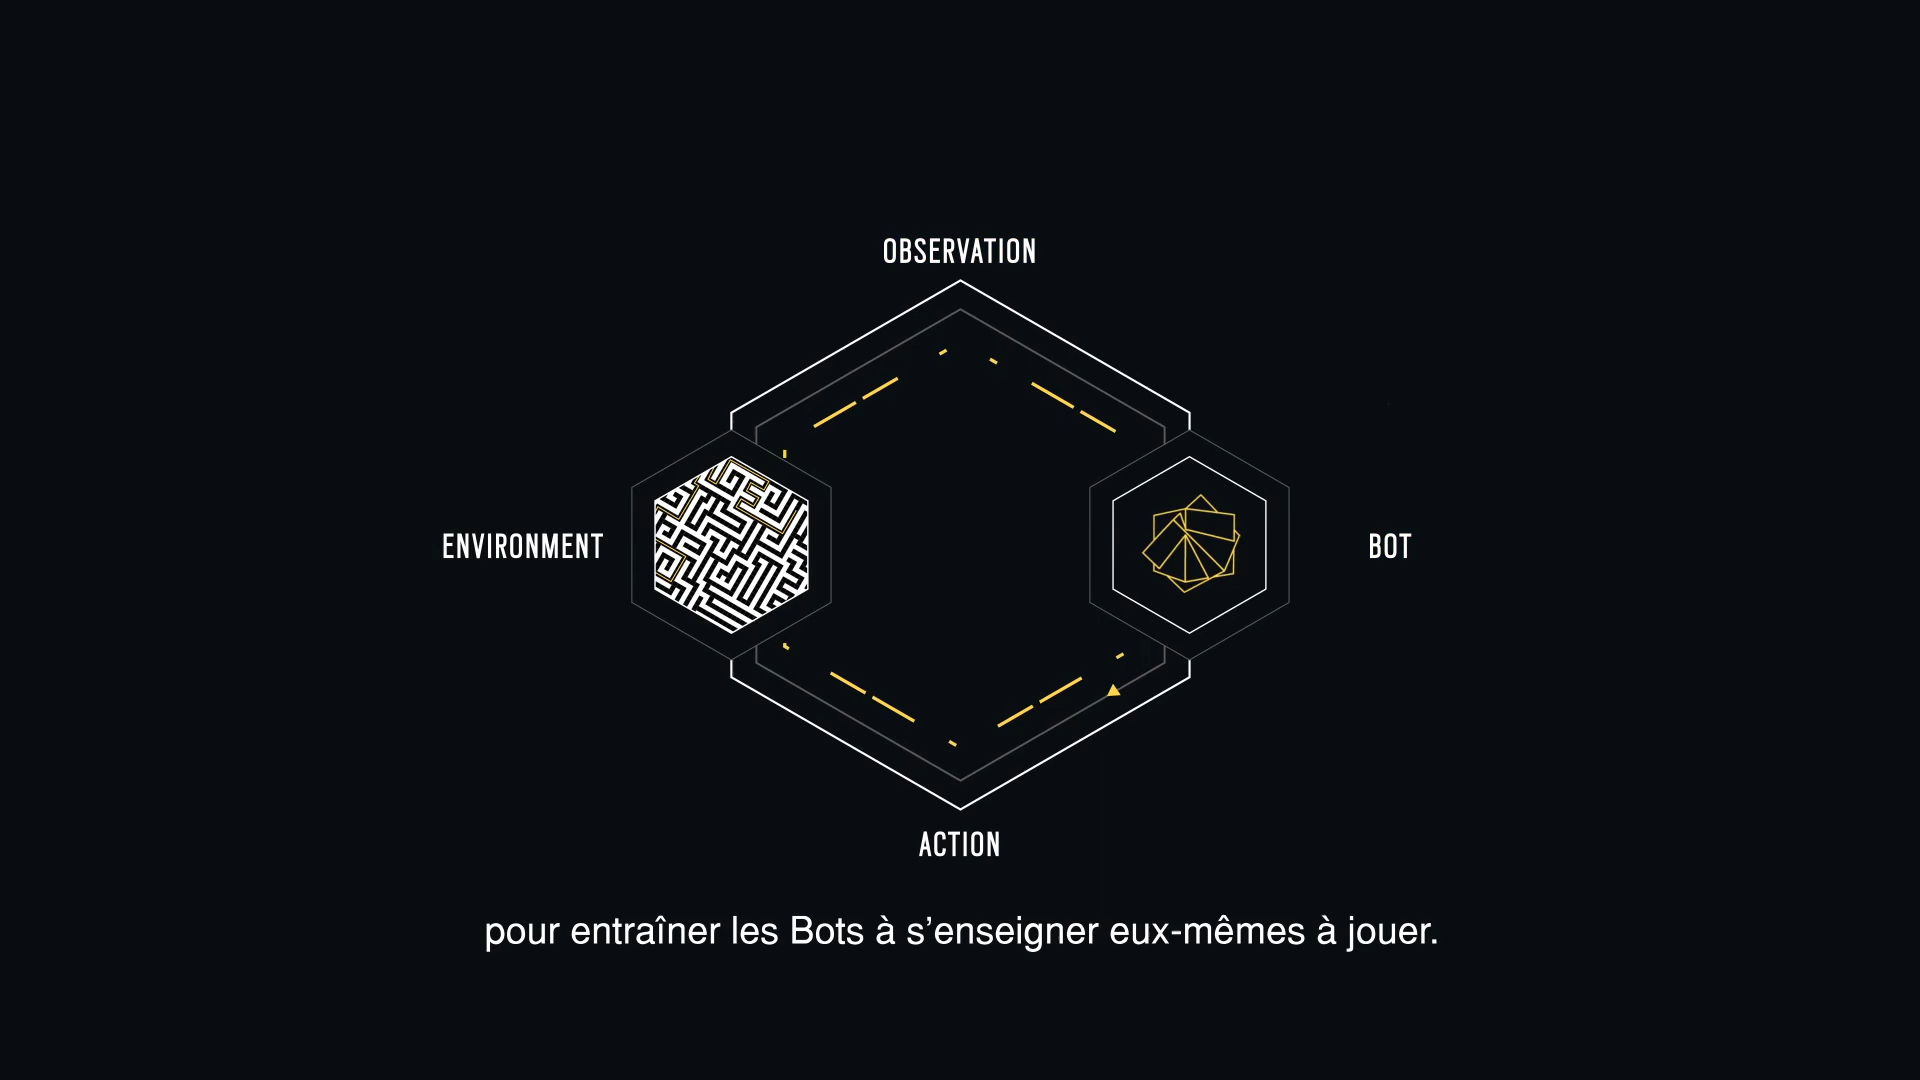 OBSERVATION
ENVIRONMENT
BOT
ACTION
pour entraîner les Bots à s’enseigner eux-mêmes à jouer.